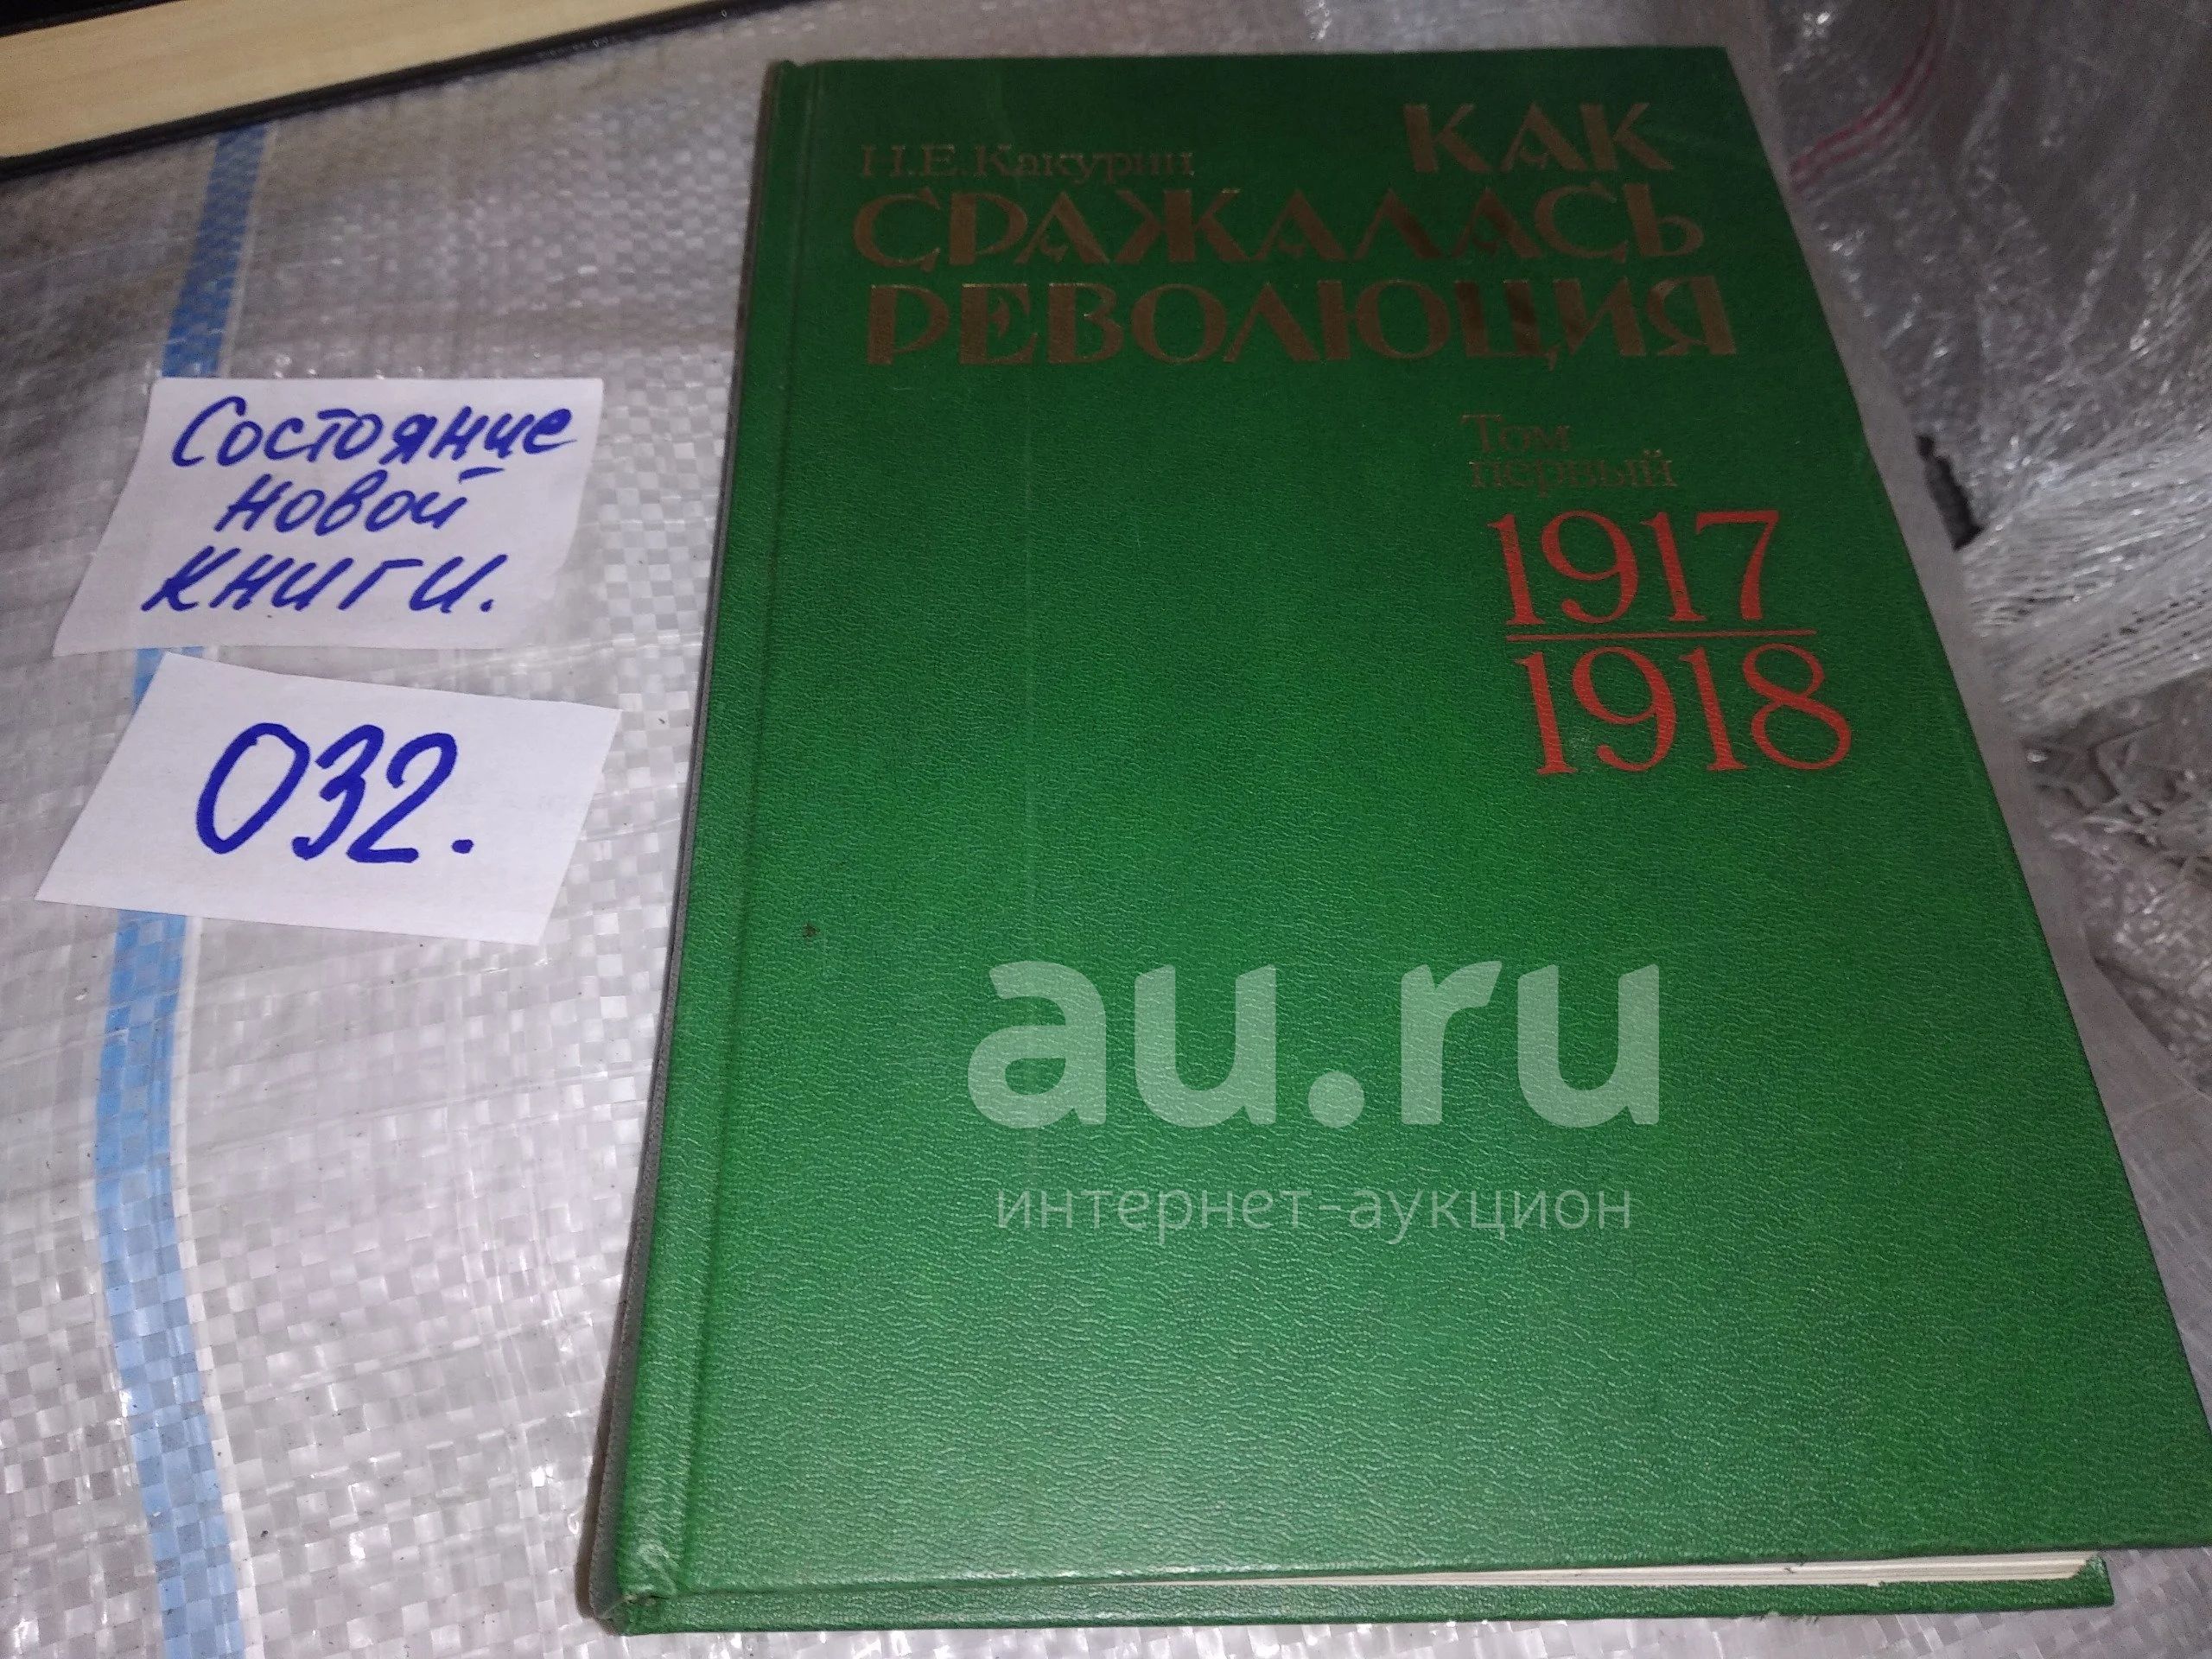 Н.Е.Какурин
КАК
СРАЖАЛАСЬ
РЕВОЛЮЦИЯ
Том
первый
1917
1918
Состояние
новой
книги.
032.
au.ru
интернет-аукцион